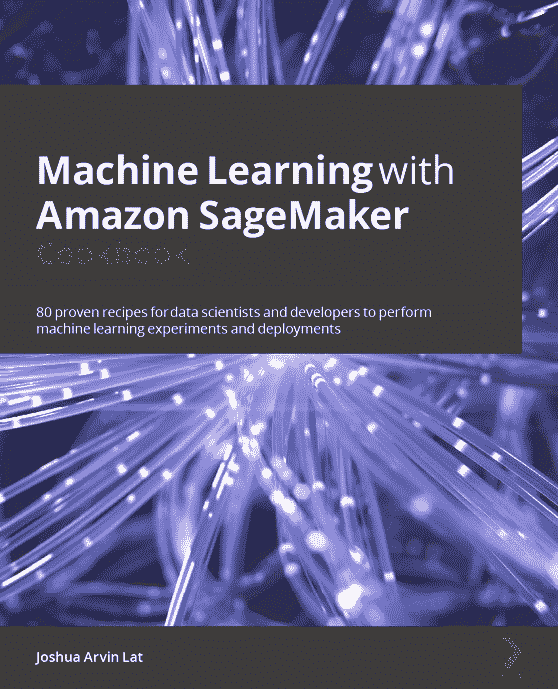 Machine Learning with
Amazon SageMaker
Cookbook
80 proven recipes for data scientists and developers to perform
machine learning experiments and deployments
Joshua Arvin Lat